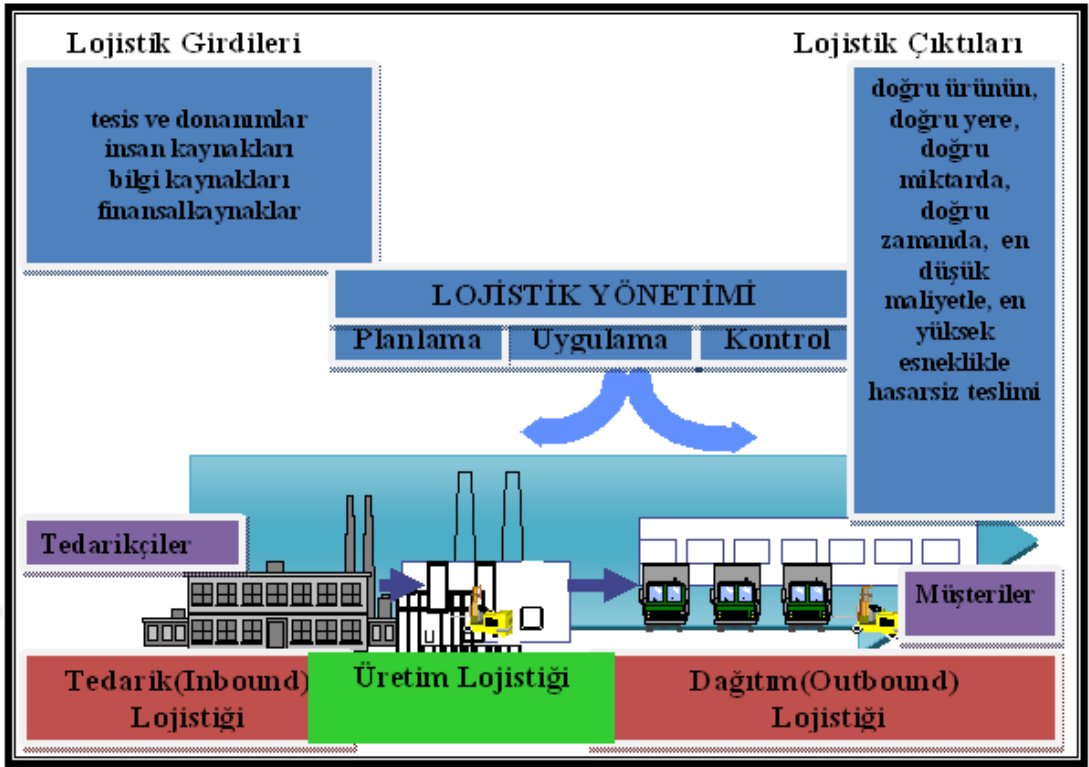 Lojistik Girdileri
tesis ve donanımlar
insan kaynakları
bilgi kaynakları
finansalkaynaklar
Lojistik Çıktıları
doğru ürünün,
doğru yere,
doğru
miktarda,
doğru
zamanda, en
düşük
maliyetle, en
yüksek
esneklikle
hasarsiz teslimi
LOJİSTİK YÖNETİMİ
Planlama Uygulama Kontrol
Tedarikçiler
Müşteriler
Tedarik(Inbound)
Lojistiği
Üretim Lojistiği
Dağıtım(Outbound)
Lojistiği